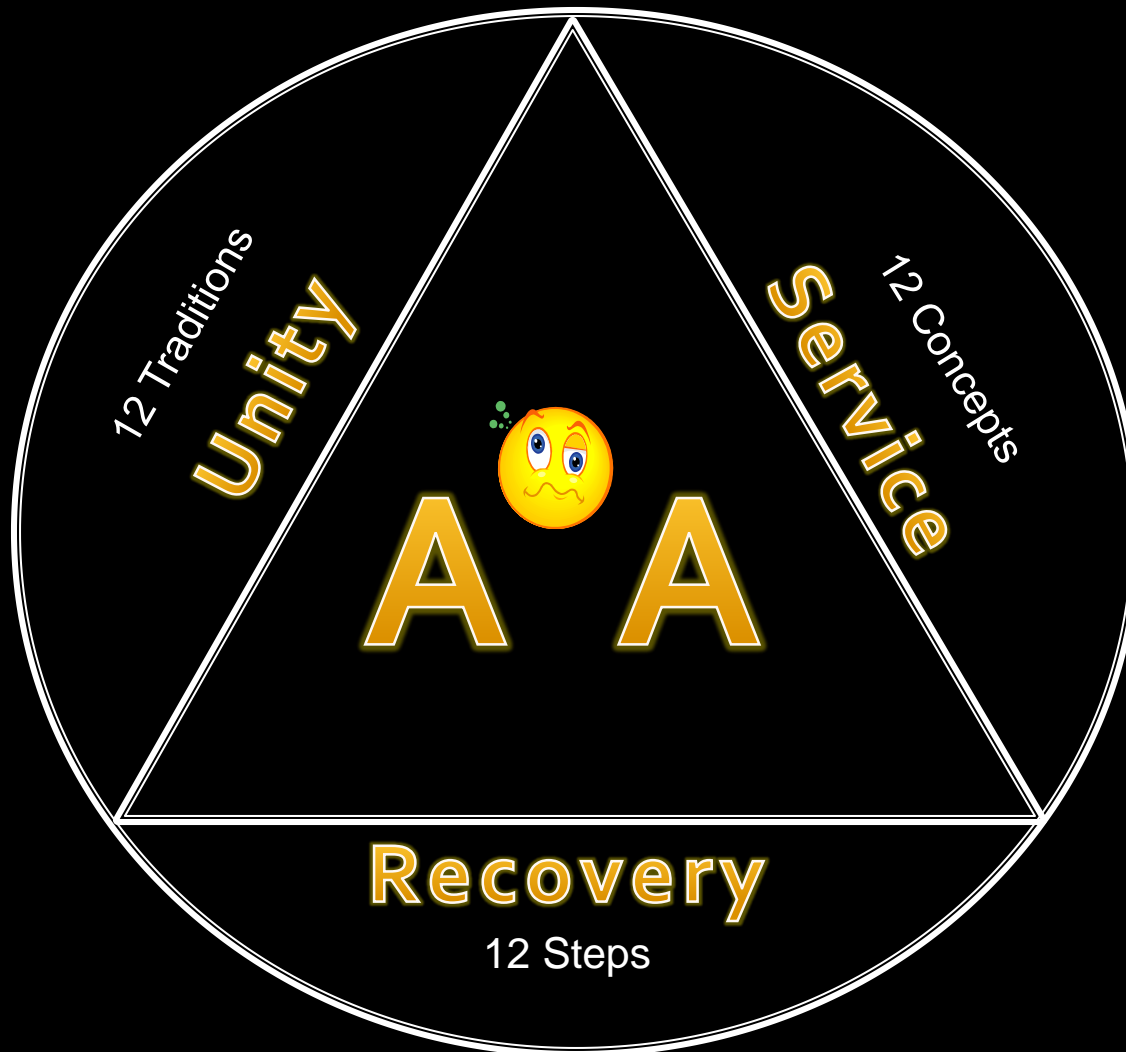 12 Traditions
Unity
Service
12 Concepts
A A
Recovery
12 Steps